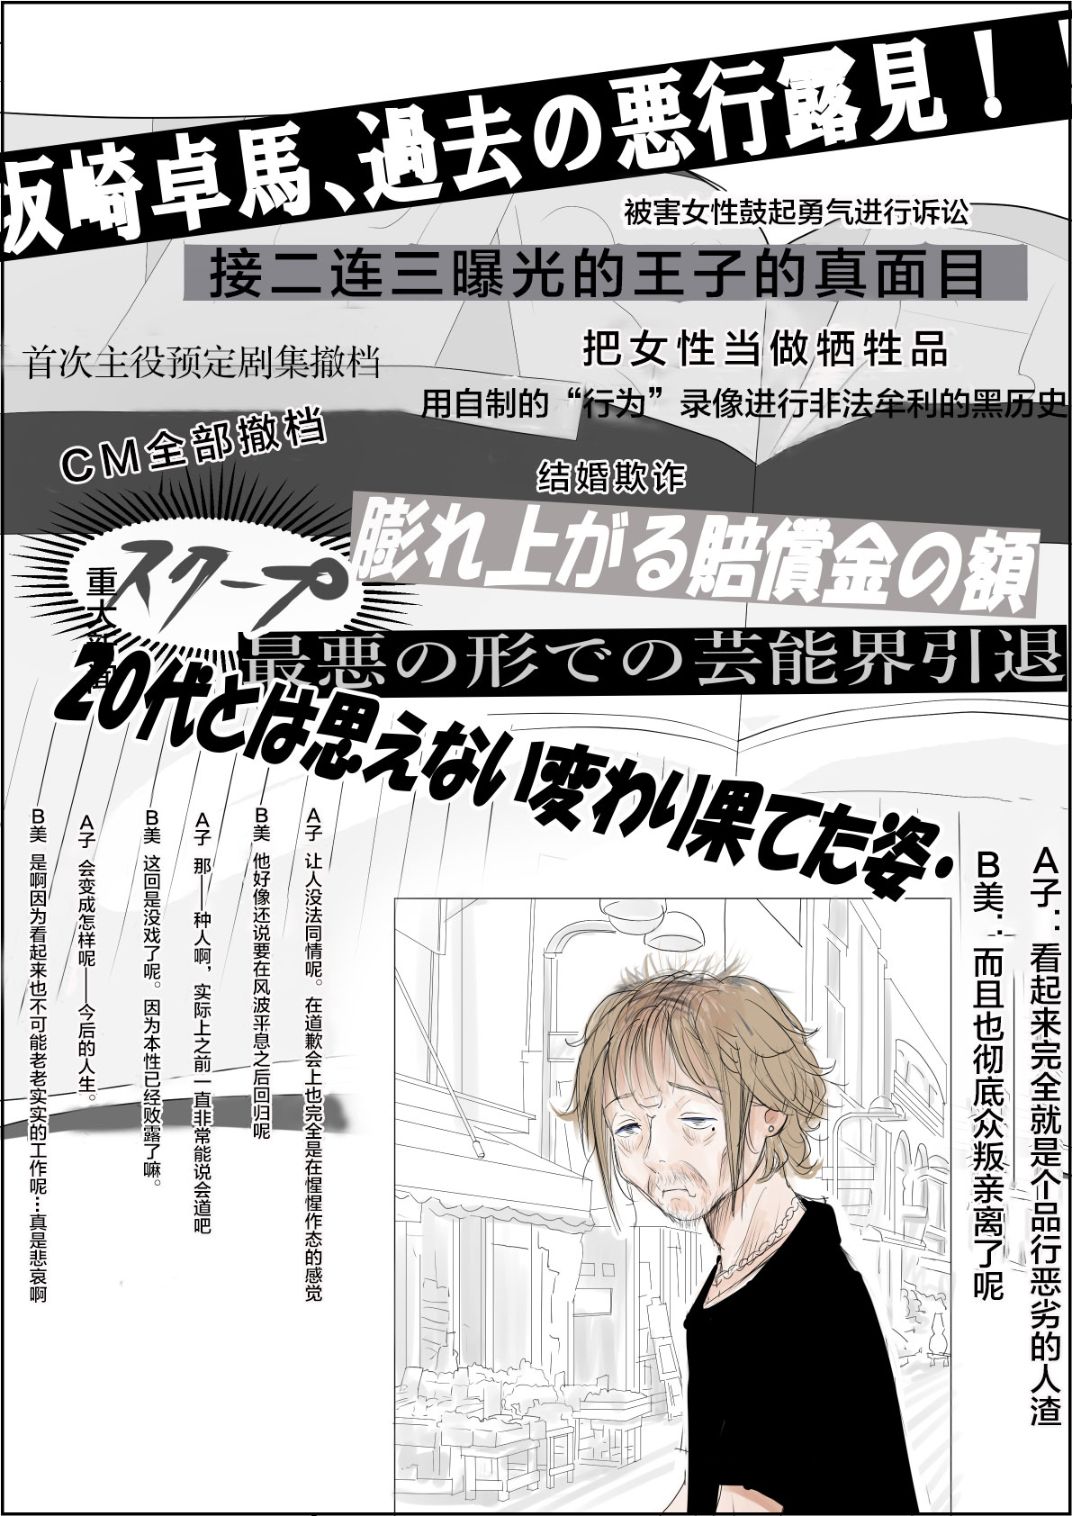 坂崎卓馬、過去の悪行露見！
被害女性鼓起勇气进行诉讼
接二连三曝光的王子的真面目
把女性当做牺牲品
首次主役预定剧集撤档
用自制的“行为”录像进行非法牟利的黑历史
CM全部撤档
结婚欺诈
膨れ上がる賠償金の額
スクープ
重大新闻
最悪の形での芸能界引退
20代とは思えない変わり果てた姿・
A子：看起来完全就是个品行恶劣的人渣
B美：而且也彻底众叛亲离了呢
A子 让人没法同情呢。在道歉会上也完全是在惺惺作态的感觉
B美 他好像还说要在风波平息之后回归呢
A子 那——种人啊，实际上之前一直非常能说会道吧
B美 这回是没戏了呢。因为本性已经败露了嘛。
A子 会变成怎样呢——今后的人生。
B美 是啊因为看起来也不可能老老实实的工作呢…真是悲哀啊